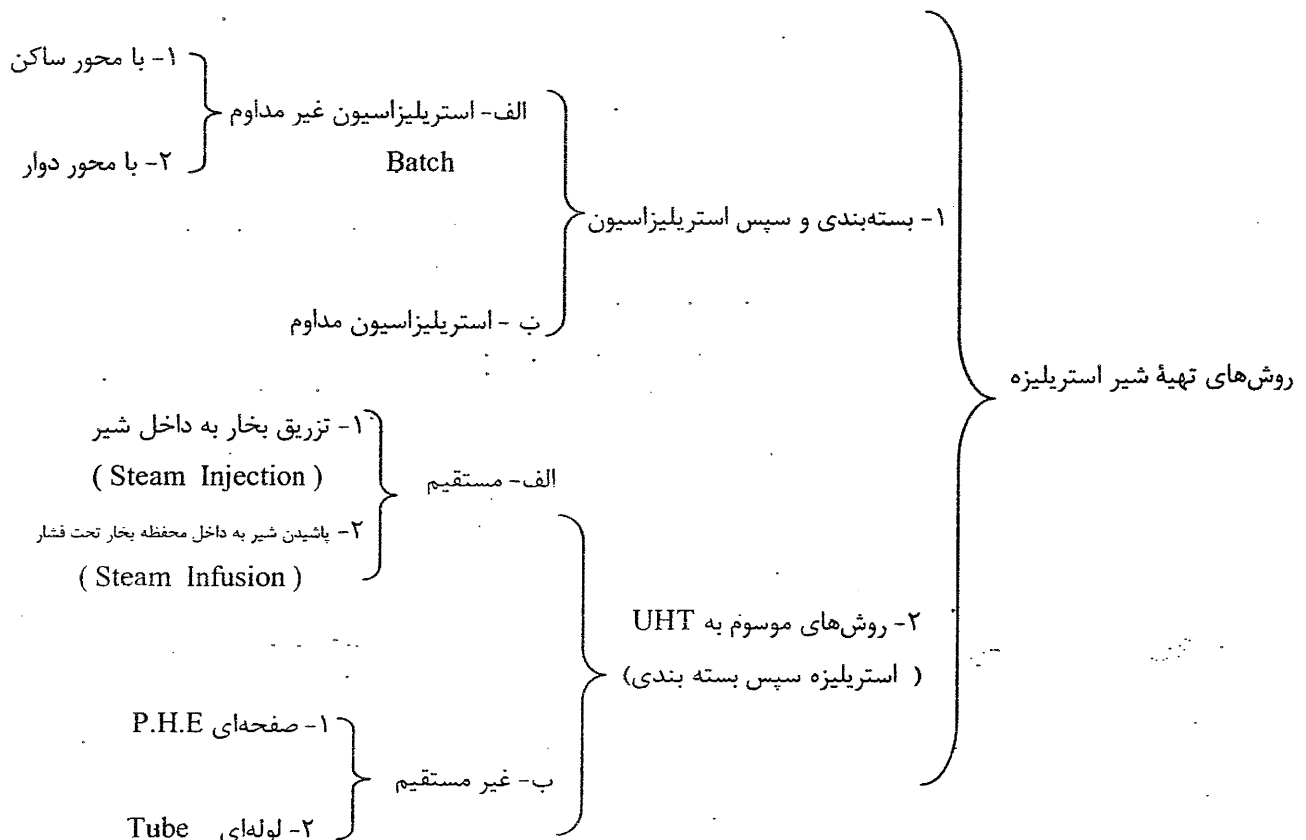 روش‌های تهیهٔ شیر استریلیزه
۱- بسته‌بندی و سپس استریلیزاسیون
الف- استریلیزاسیون غیر مداوم
Batch
۱- با محور ساکن
۲- با محور دوار
ب - استریلیزاسیون مداوم
۲- روش‌های موسوم به UHT
( استریلیزه سپس بسته بندی)
الف- مستقیم
۱- تزریق بخار به داخل شیر
( Steam Injection )
۲- پاشیدن شیر به داخل محفظه بخار تحت فشار
( Steam Infusion )
ب- غیر مستقیم
۱- صفحه‌ای P.H.E
۲- لوله‌ای Tube